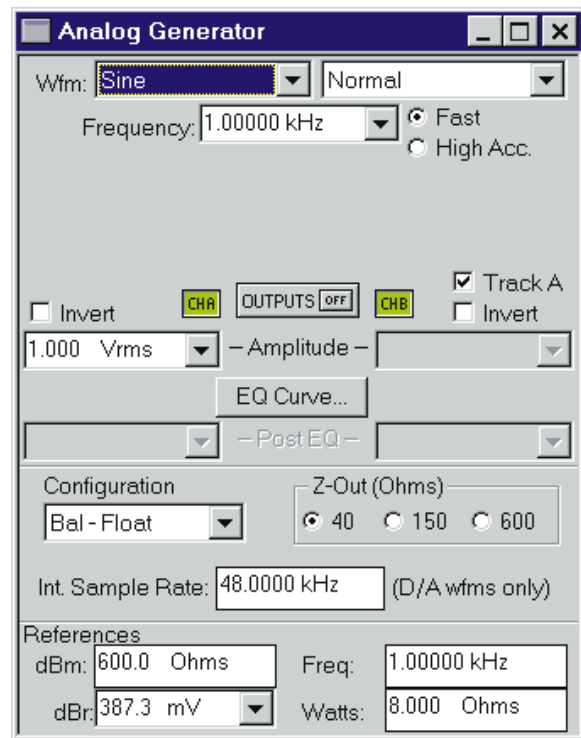 Analog Generator
Wfm: Sine Normal
Frequency: 1.00000 kHz Fast
High Acc.
Track A
Invert CHA OUTPUTS OFF CHB Invert
1.000 Vrms – Amplitude –
EQ Curve...
– Post EQ –
Configuration Z-Out (Ohms)
Bal - Float 40 150 600
Int. Sample Rate: 48.0000 kHz (D/A wfms only)
References
dBm: 600.0 Ohms Freq: 1.00000 kHz
dBr: 387.3 mV Watts: 8.000 Ohms